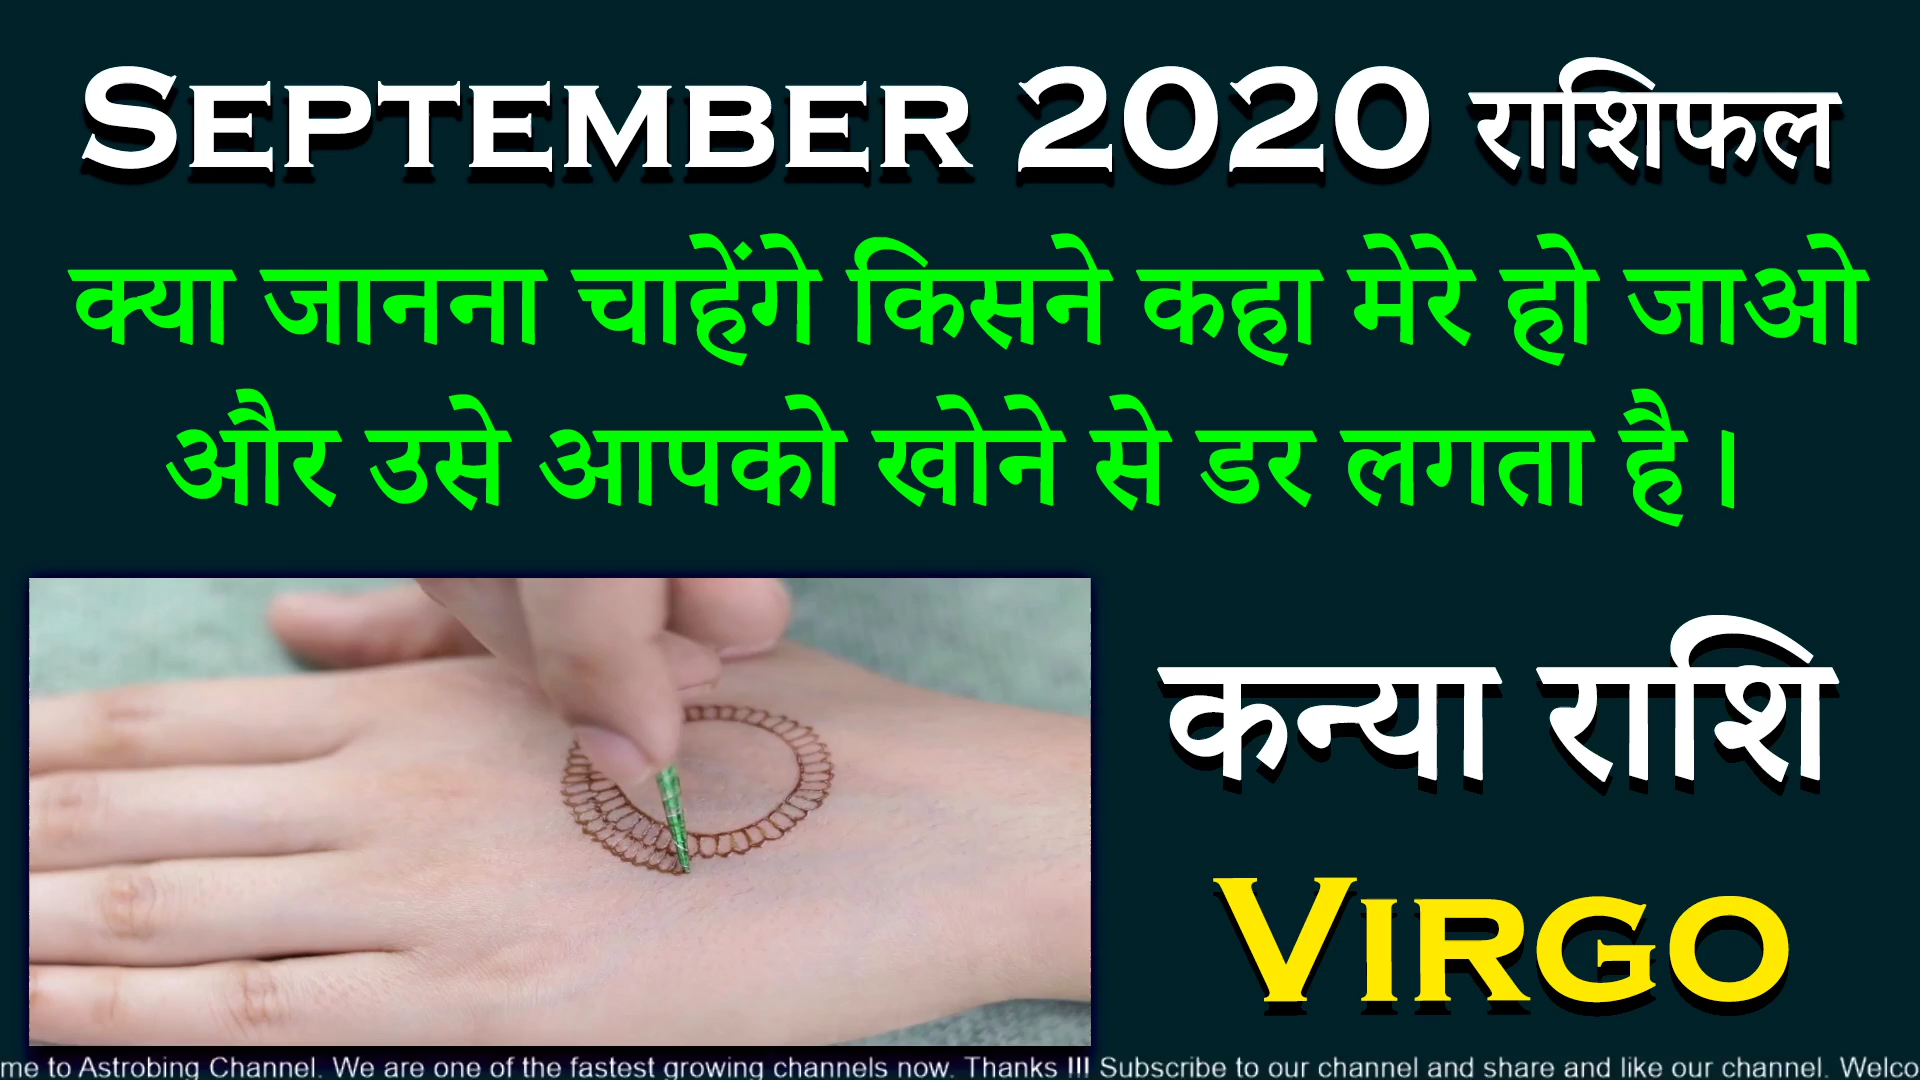 SEPTEMBER 2020 राशिफल
क्या जानना चाहेंगे किसने कहा मेरे हो जाओ
और उसे आपको खोने से डर लगता है।
कन्या राशि
VIRGO
me to Astrobing Channel. We are one of the fastest growing channels now. Thanks !!! Subscribe to our channel and share and like our channel. Welco